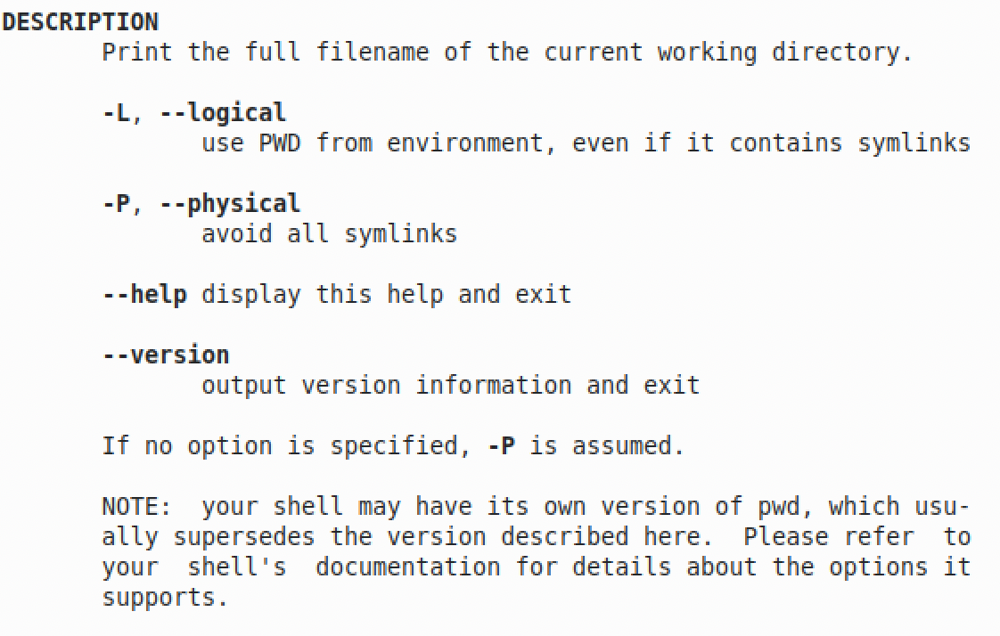 DESCRIPTION
Print the full filename of the current working directory.
-L, --logical
use PWD from environment, even if it contains symlinks
-P, --physical
avoid all symlinks
--help display this help and exit
--version
output version information and exit
If no option is specified, -P is assumed.
NOTE:  your shell may have its own version of pwd, which usu-
ally supersedes the version described here.  Please refer  to
your  shell's  documentation for details about the options it
supports.